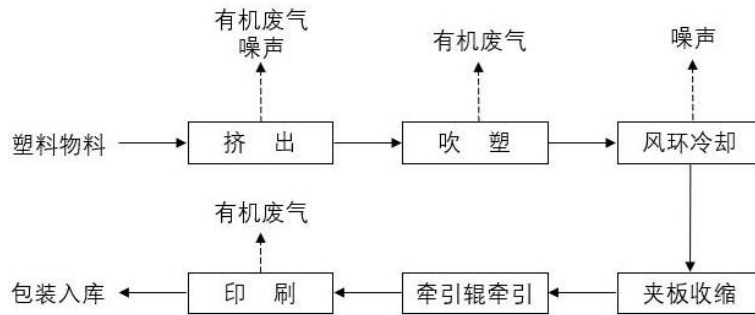 有机废气
噪声
有机废气
噪声
塑料物料
挤 出
吹 塑
风环冷却
有机废气
包装入库
印 刷
牵引辊牵引
夹板收缩